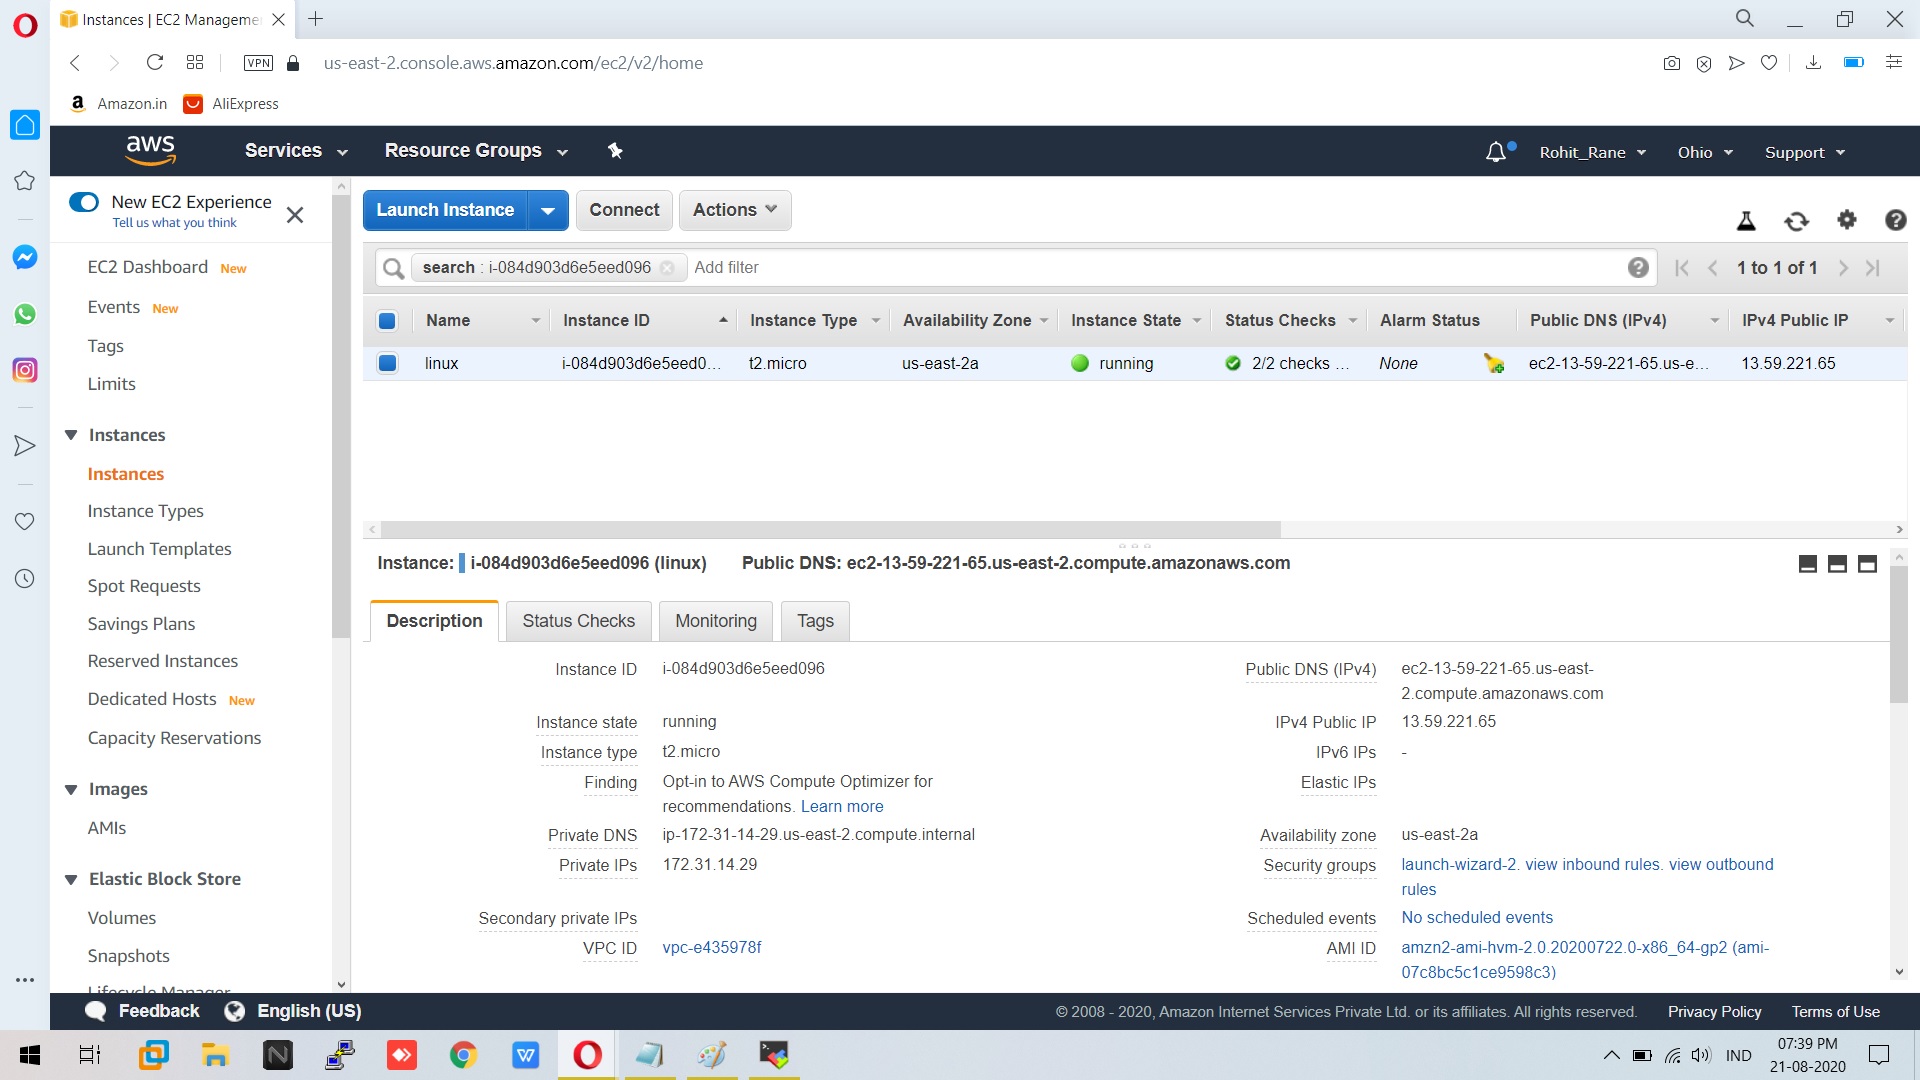 Instances | EC2 Manageme
VPN
us-east-2.console.aws.amazon.com/ec2/v2/home
Amazon.in
AliExpress
aws
Services
Resource Groups
Rohit_Rane
Ohio
Support
New EC2 Experience
Tell us what you think
EC2 Dashboard New
Events New
Tags
Limits
Instances
Instances
Instance Types
Launch Templates
Spot Requests
Savings Plans
Reserved Instances
Dedicated Hosts New
Capacity Reservations
Images
AMIs
Elastic Block Store
Volumes
Snapshots
Lifecycle Manager
Launch Instance
Connect
Actions
search : i-084d903d6e5eed096
Add filter
1 to 1 of 1
Name Instance ID Instance Type Availability Zone Instance State Status Checks Alarm Status Public DNS (IPv4) IPv4 Public IP
linux i-084d903d6e5eed0... t2.micro us-east-2a running 2/2 checks ... None ec2-13-59-221-65.us-e... 13.59.221.65
Instance: i-084d903d6e5eed096 (linux) Public DNS: ec2-13-59-221-65.us-east-2.compute.amazonaws.com
Description
Status Checks
Monitoring
Tags
Instance ID i-084d903d6e5eed096
Instance state running
Instance type t2.micro
Finding Opt-in to AWS Compute Optimizer for
recommendations. Learn more
Private DNS ip-172-31-14-29.us-east-2.compute.internal
Private IPs 172.31.14.29
Secondary private IPs
VPC ID vpc-e435978f
Public DNS (IPv4) ec2-13-59-221-65.us-east-
2.compute.amazonaws.com
IPv4 Public IP 13.59.221.65
IPv6 IPs -
Elastic IPs
Availability zone us-east-2a
Security groups launch-wizard-2. view inbound rules. view outbound
rules
Scheduled events No scheduled events
AMI ID amzn2-ami-hvm-2.0.20200722.0-x86_64-gp2 (ami-
07c8bc5c1ce9598c3)
Feedback
English (US)
© 2008 - 2020, Amazon Internet Services Private Ltd. or its affiliates. All rights reserved.
Privacy Policy
Terms of Use
IND
07:39 PM
21-08-2020